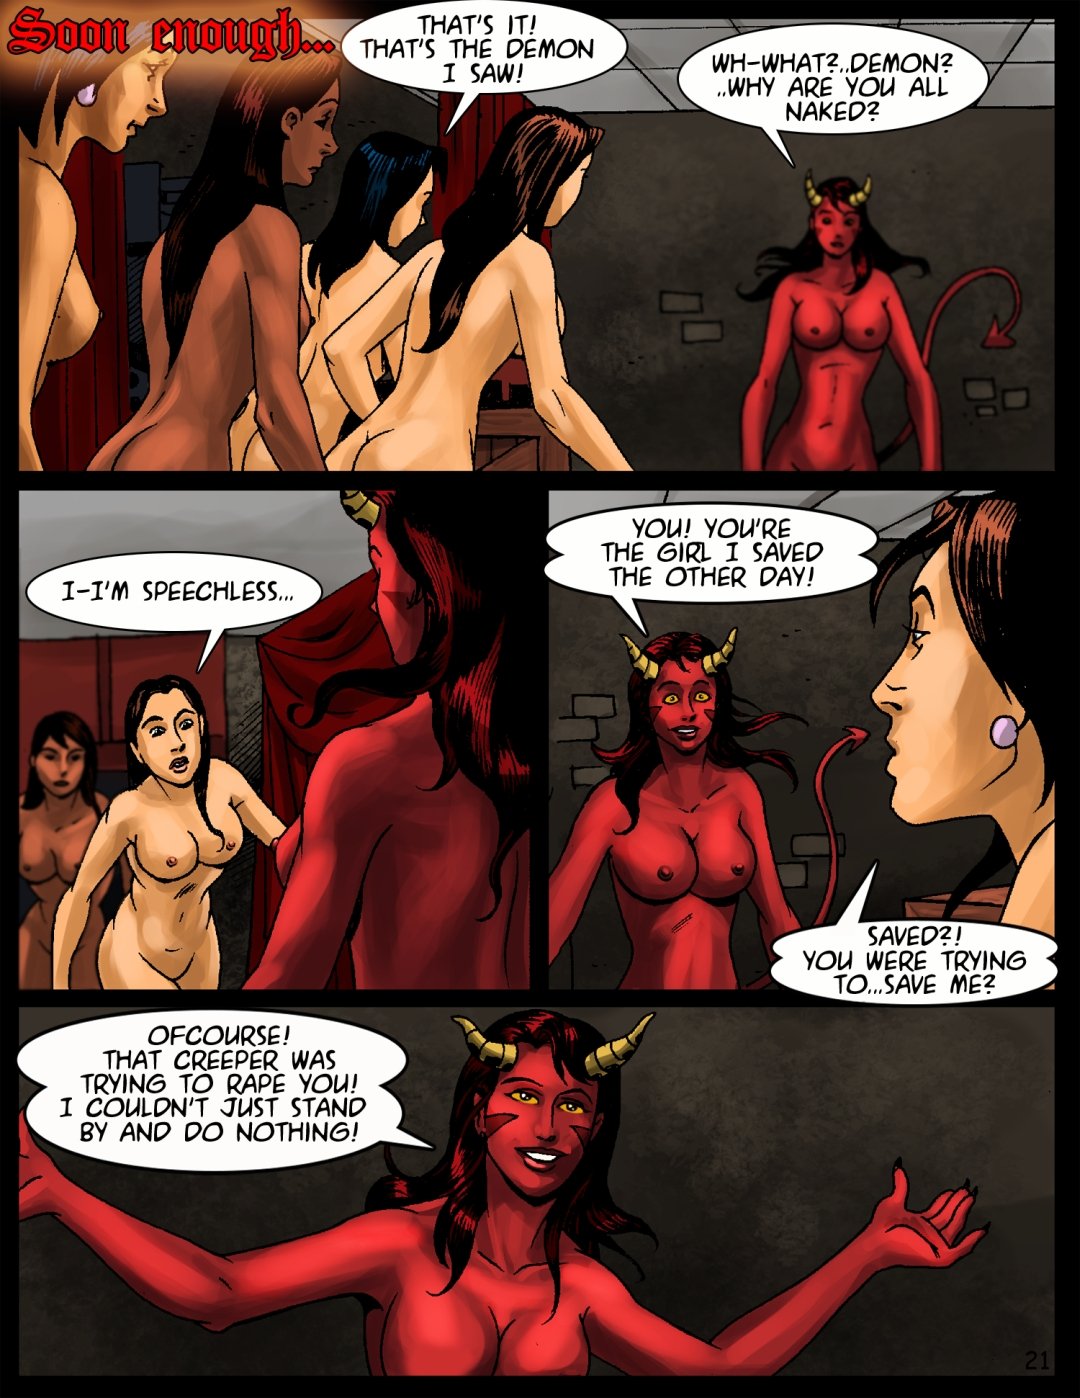 Soon enough...
THAT'S IT!
THAT'S THE DEMON
I SAW!
WH-WHAT?..DEMON?
..WHY ARE YOU ALL
NAKED?
I-I'M SPEECHLESS...
YOU! YOU'RE
THE GIRL I SAVED
THE OTHER DAY!
SAVED?!
YOU WERE TRYING
TO...SAVE ME?
OFCOURSE!
THAT CREEPER WAS
TRYING TO RAPE YOU!
I COULDN'T JUST STAND
BY AND DO NOTHING!
21